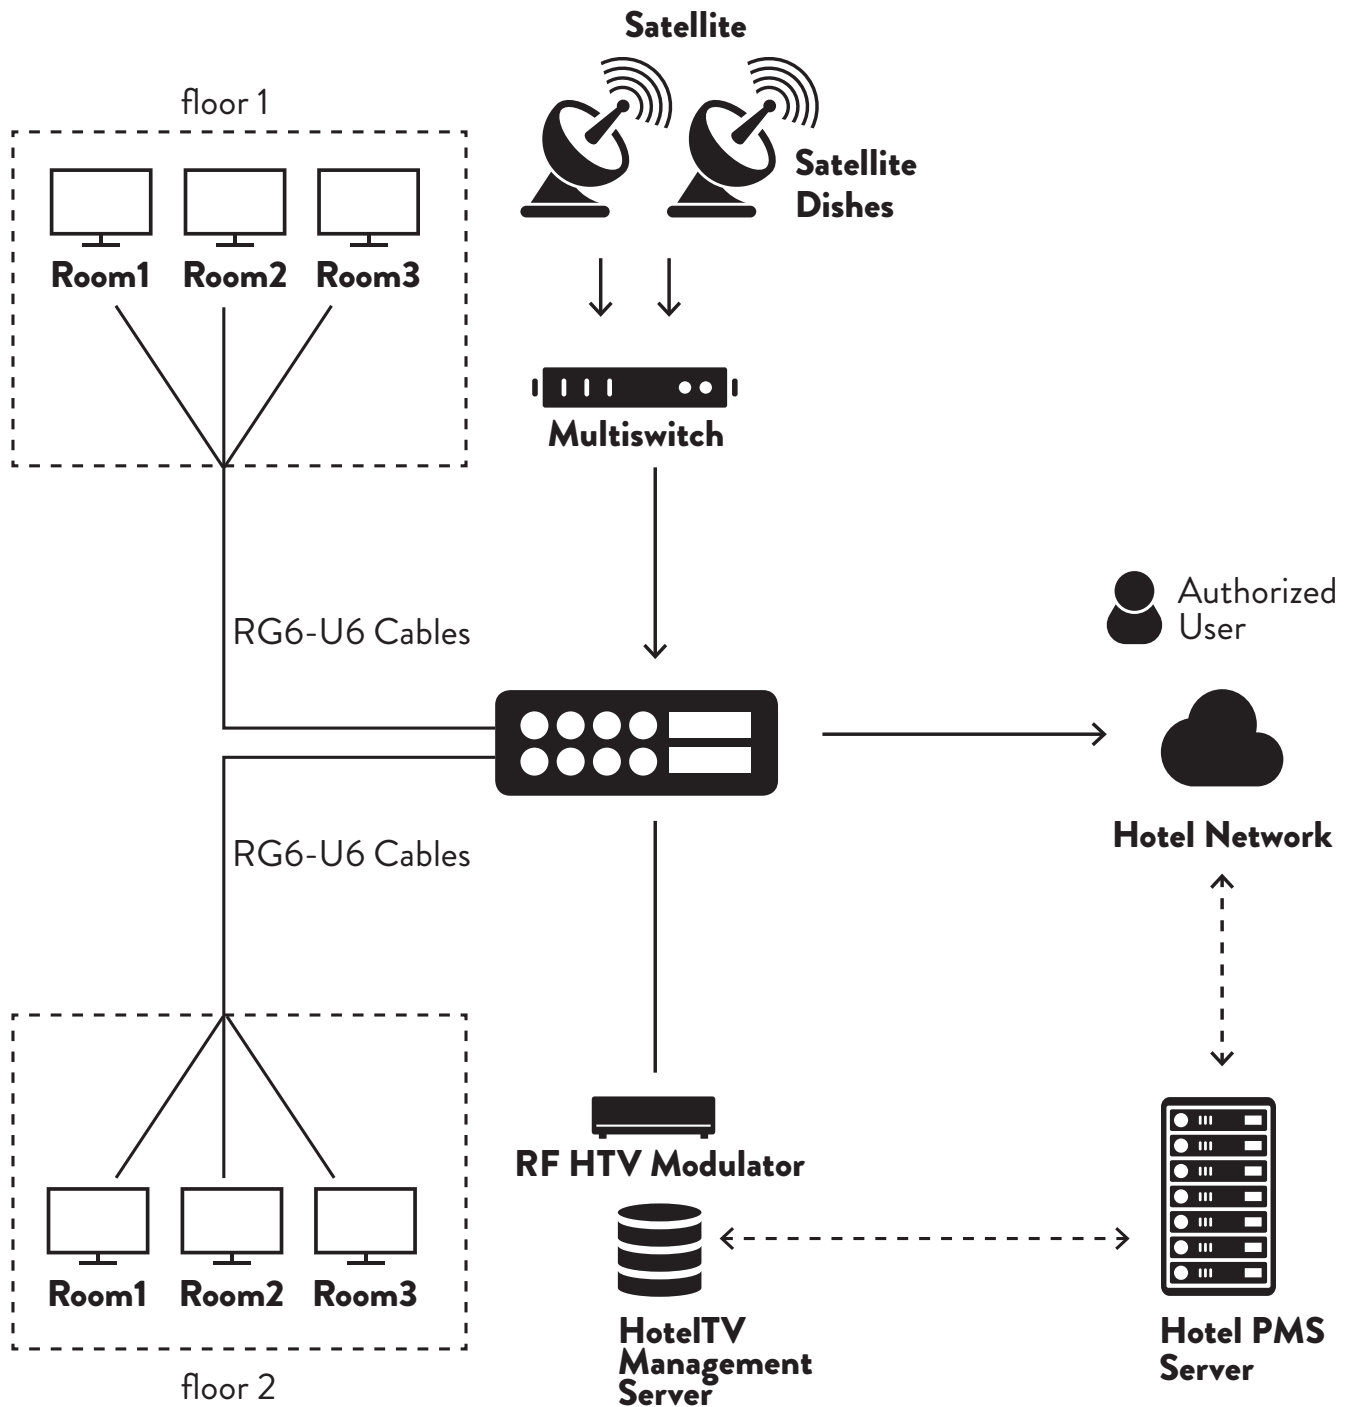 Satellite
floor 1
Satellite
Dishes
Room1 Room2 Room3
Multiswitch
Authorized
User
RG6-U6 Cables
Hotel Network
RG6-U6 Cables
RF HTV Modulator
Room1 Room2 Room3
HotelTV
Management
Server
Hotel PMS
Server
floor 2